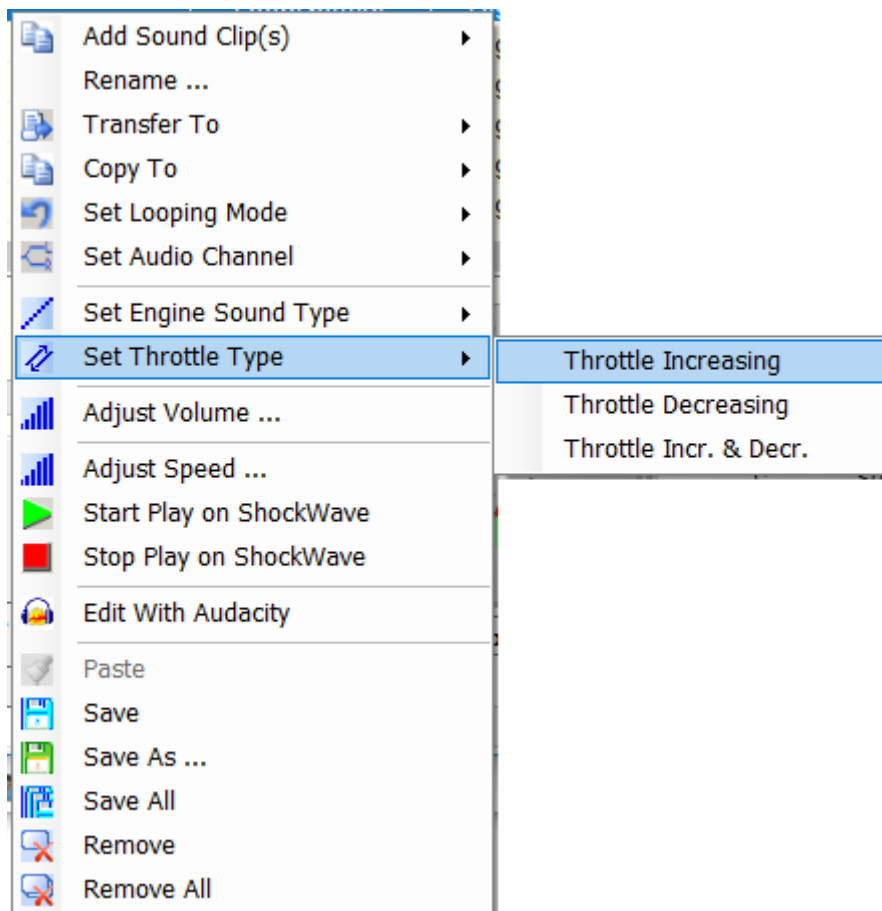 Add Sound Clip(s)
Rename ...
Transfer To
Copy To
Set Looping Mode
Set Audio Channel
Set Engine Sound Type
Set Throttle Type
Throttle Increasing
Throttle Decreasing
Throttle Incr. & Decr.
Adjust Volume ...
Adjust Speed ...
Start Play on ShockWave
Stop Play on ShockWave
Edit With Audacity
Paste
Save
Save As ...
Save All
Remove
Remove All